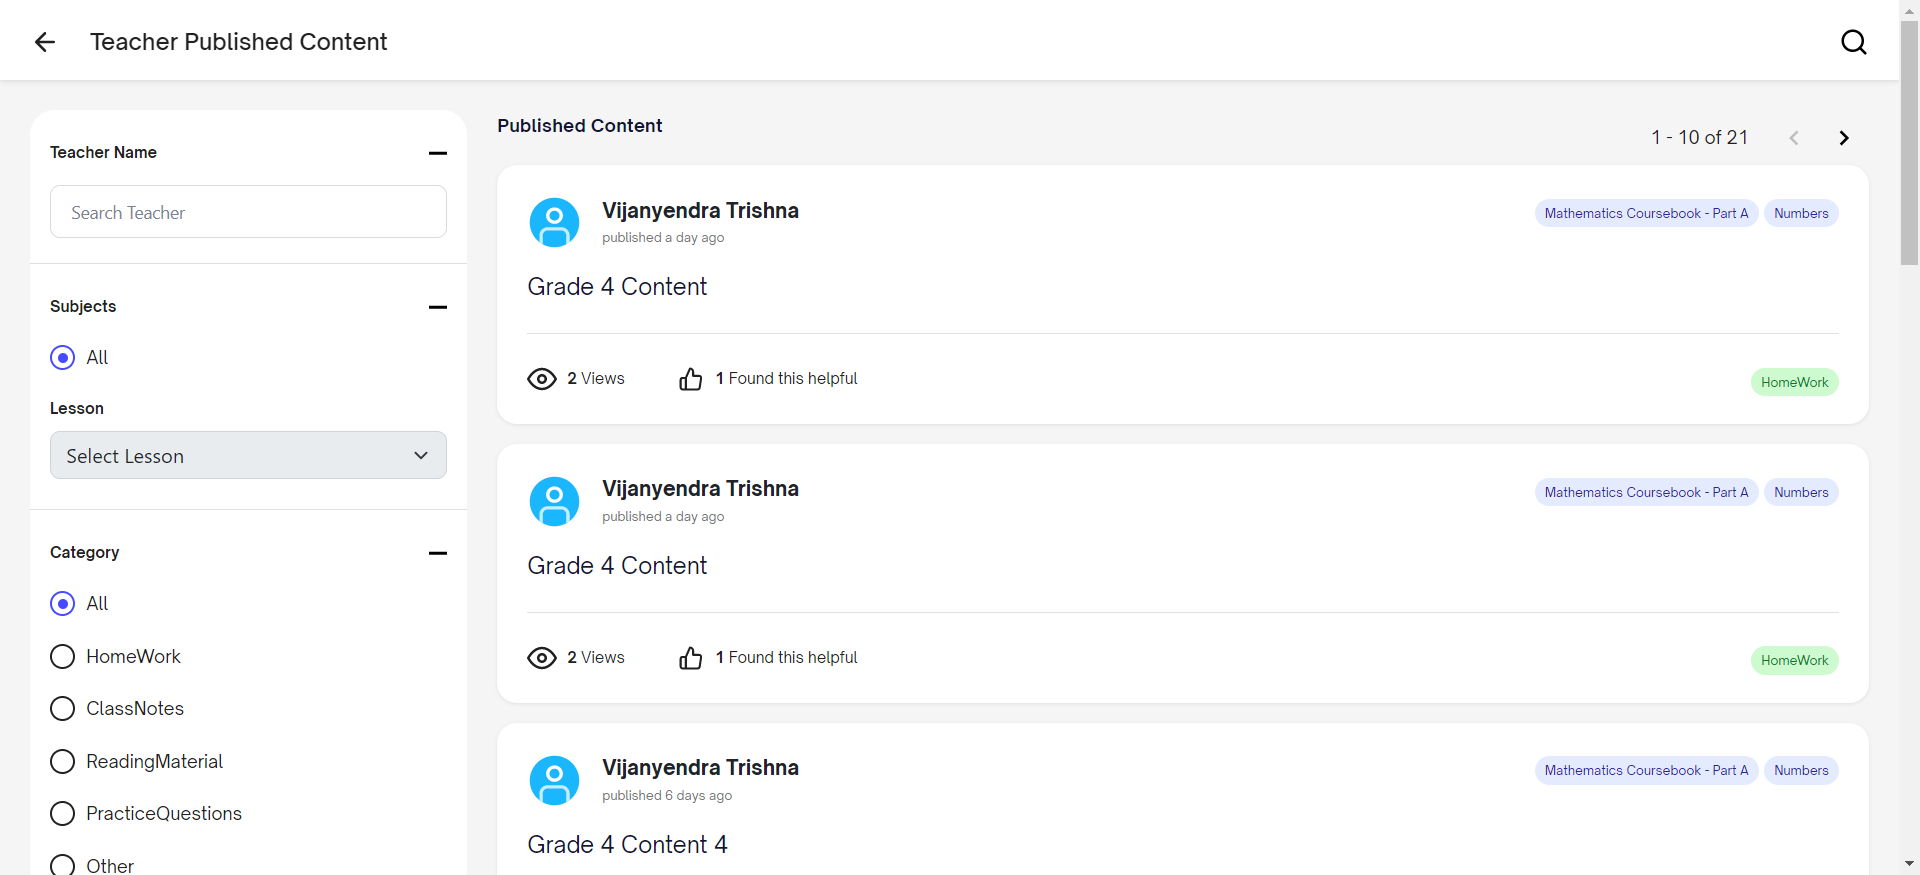 Teacher Published Content
Teacher Name
Search Teacher
Subjects
All
Lesson
Select Lesson
Category
All
HomeWork
ClassNotes
ReadingMaterial
PracticeQuestions
Other
Published Content
1 - 10 of 21
Vijanyendra Trishna
published a day ago
Mathematics Coursebook - Part A
Numbers
Grade 4 Content
2 Views
1 Found this helpful
HomeWork
Vijanyendra Trishna
published a day ago
Mathematics Coursebook - Part A
Numbers
Grade 4 Content
2 Views
1 Found this helpful
HomeWork
Vijanyendra Trishna
published 6 days ago
Mathematics Coursebook - Part A
Numbers
Grade 4 Content 4